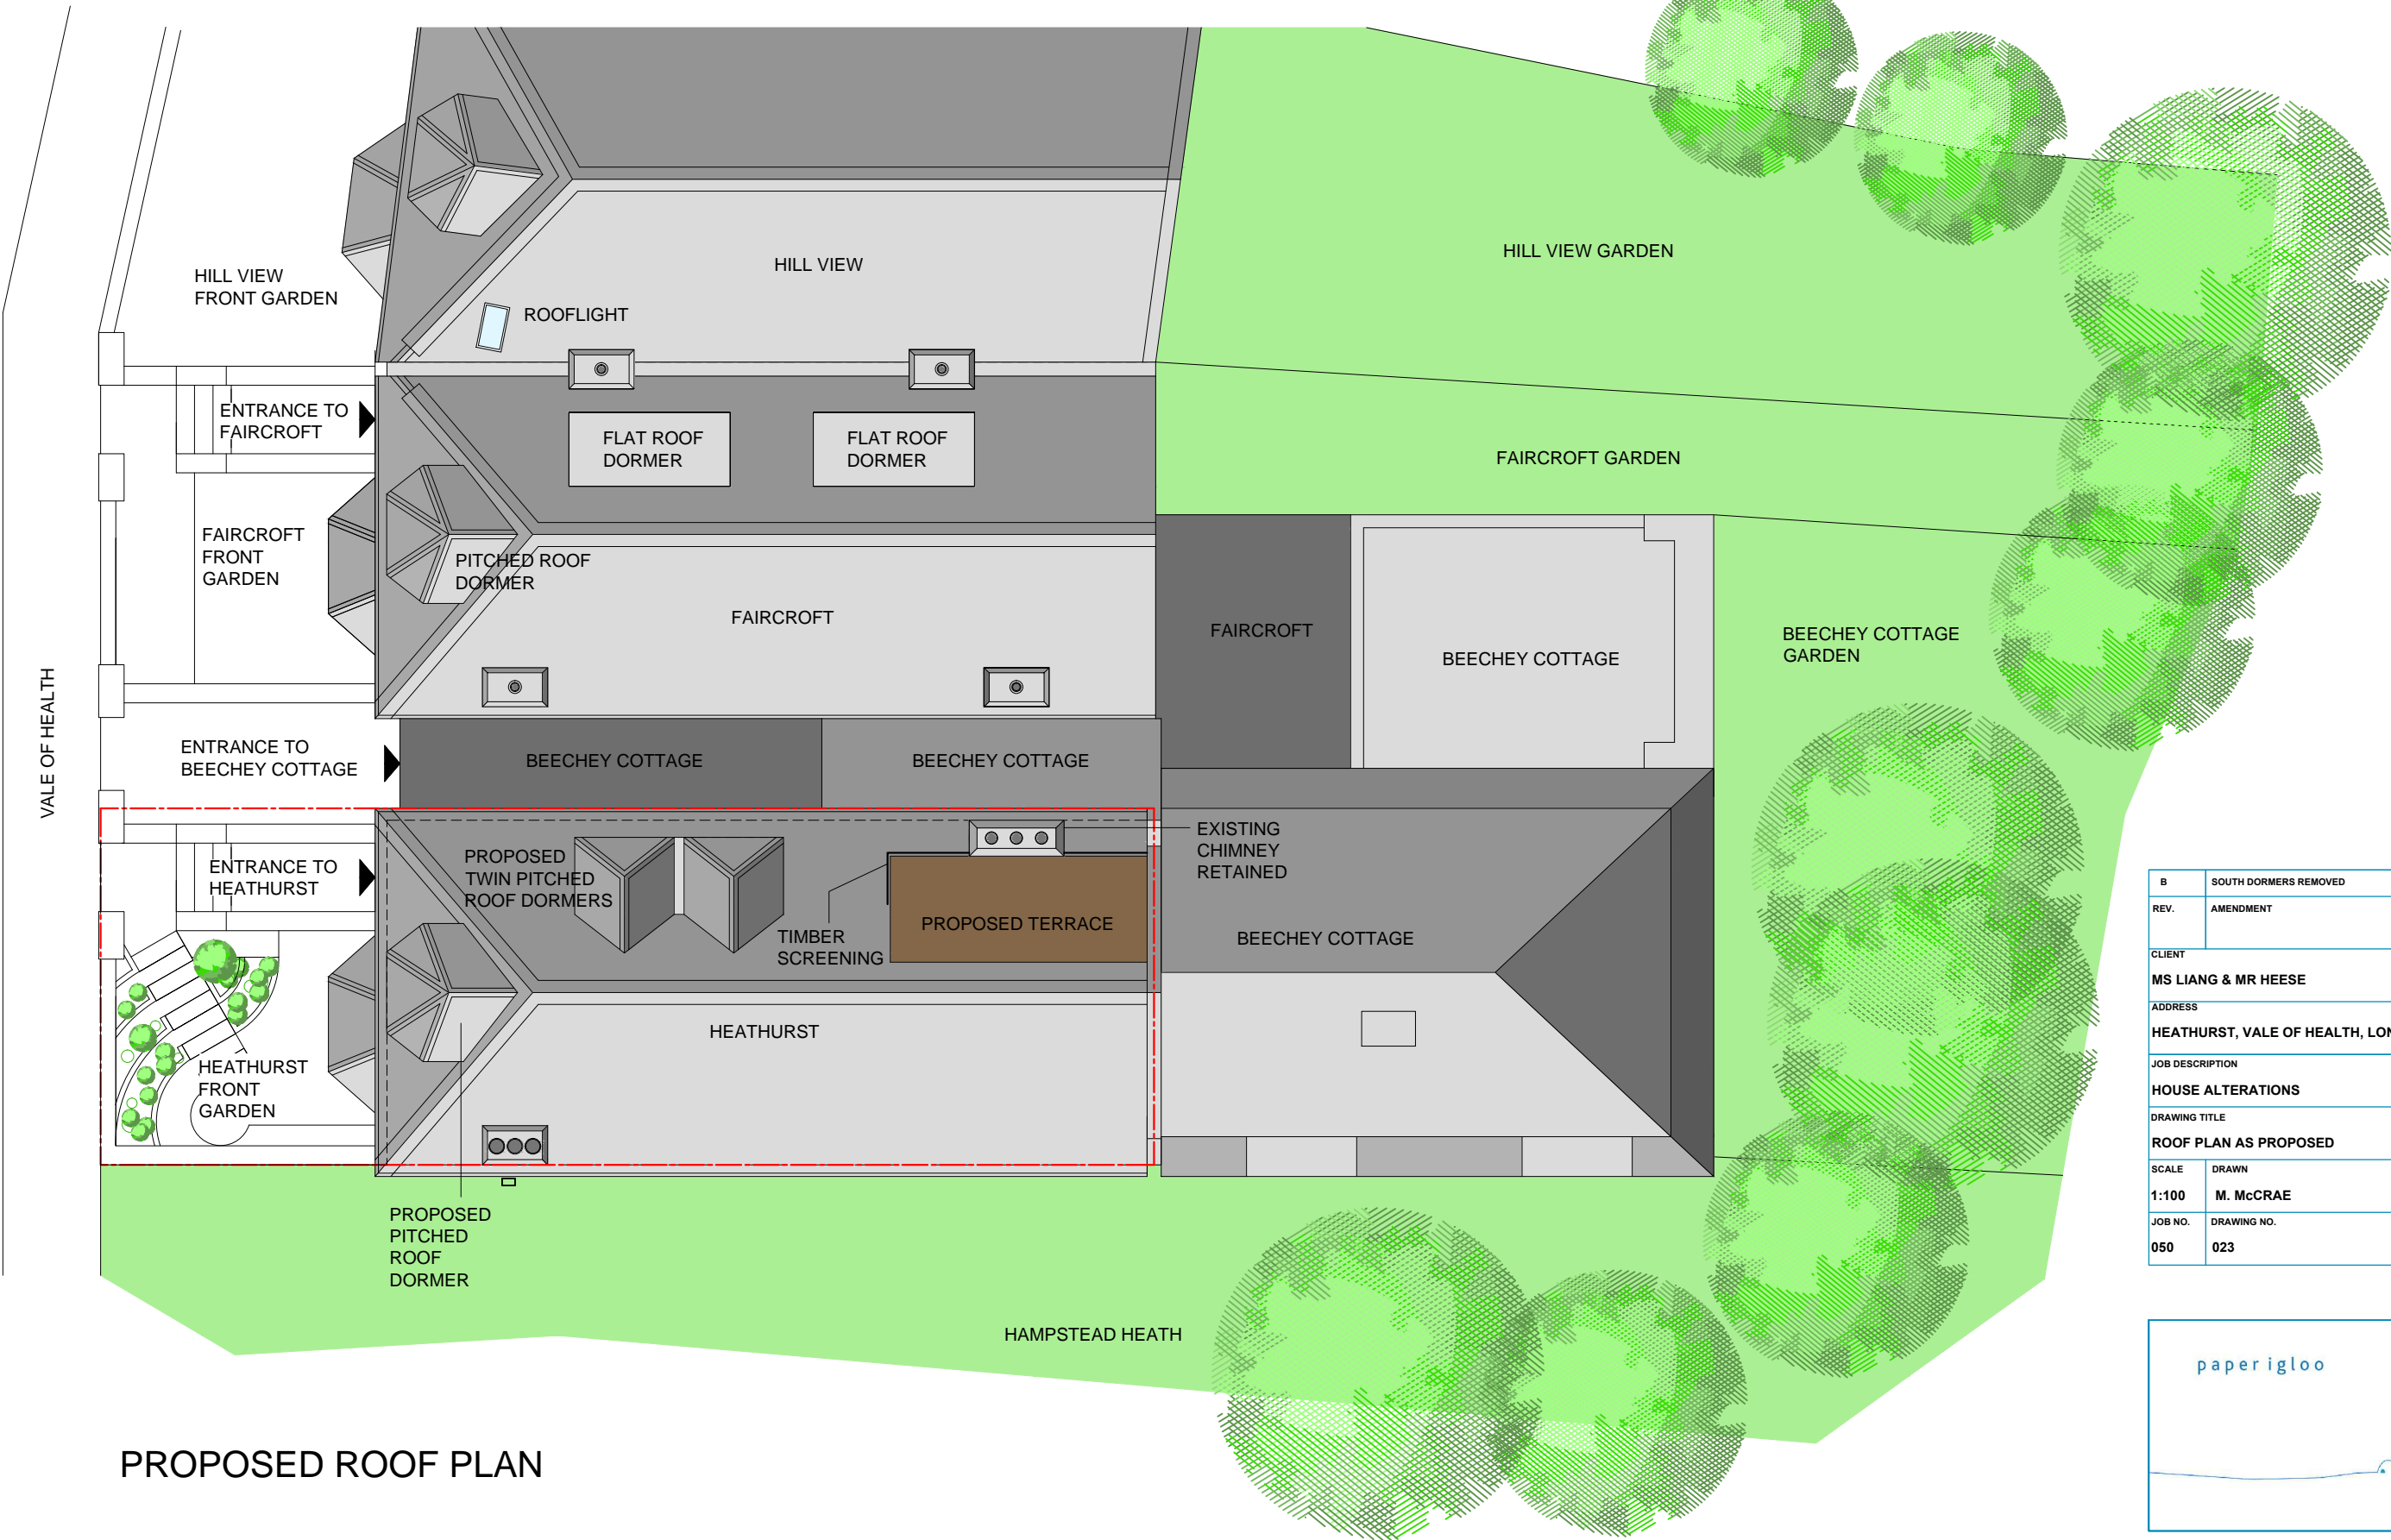 HILL VIEW
HILL VIEW GARDEN
HILL VIEW
FRONT GARDEN
ROOFLIGHT
ENTRANCE TO
FAIRCROFT
FLAT ROOF
DORMER
FLAT ROOF
DORMER
FAIRCROFT GARDEN
FAIRCROFT
FRONT
GARDEN
PITCHED ROOF
DORMER
FAIRCROFT
FAIRCROFT
BEECHEY COTTAGE
BEECHEY COTTAGE
GARDEN
VALE OF HEALTH
ENTRANCE TO
BEECHEY COTTAGE
BEECHEY COTTAGE
BEECHEY COTTAGE
ENTRANCE TO
HEATHURST
PROPOSED
TWIN PITCHED
ROOF DORMERS
EXISTING
CHIMNEY
RETAINED
TIMBER
SCREENING
PROPOSED TERRACE
BEECHEY COTTAGE
HEATHURST
HEATHURST
FRONT
GARDEN
PROPOSED
PITCHED
ROOF
DORMER
HAMPSTEAD HEATH
PROPOSED ROOF PLAN
B SOUTH DORMERS REMOVED
REV. AMENDMENT
CLIENT
MS LIANG & MR HEESE
ADDRESS
HEATHURST, VALE OF HEALTH, LON
JOB DESCRIPTION
HOUSE ALTERATIONS
DRAWING TITLE
ROOF PLAN AS PROPOSED
SCALE DRAWN
1:100 M. McCRAE
JOB NO. DRAWING NO.
050 023
paper igloo